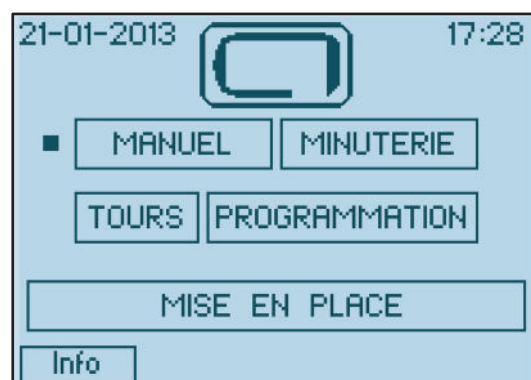 21-01-2013 17:28
MANUEL MINUTERIE
TOURS PROGRAMMATION
MISE EN PLACE
Info